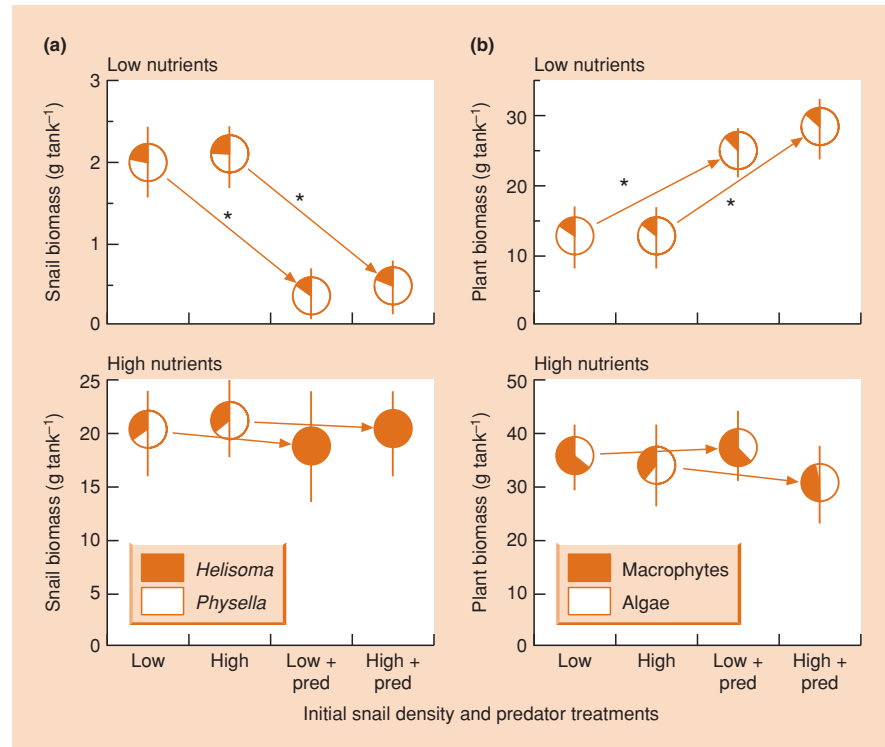 (a)
Low nutrients
Snail biomass (g tank⁻¹)
3
2
1
0
*
*
High nutrients
Snail biomass (g tank⁻¹)
25
20
15
10
5
0
Helisoma
Physella
Low
High
Low +
pred
High +
pred
(b)
Low nutrients
Plant biomass (g tank⁻¹)
30
20
10
0
*
*
High nutrients
Plant biomass (g tank⁻¹)
50
40
30
40
10
0
Macrophytes
Algae
Low
High
Low +
pred
High +
pred
Initial snail density and predator treatments